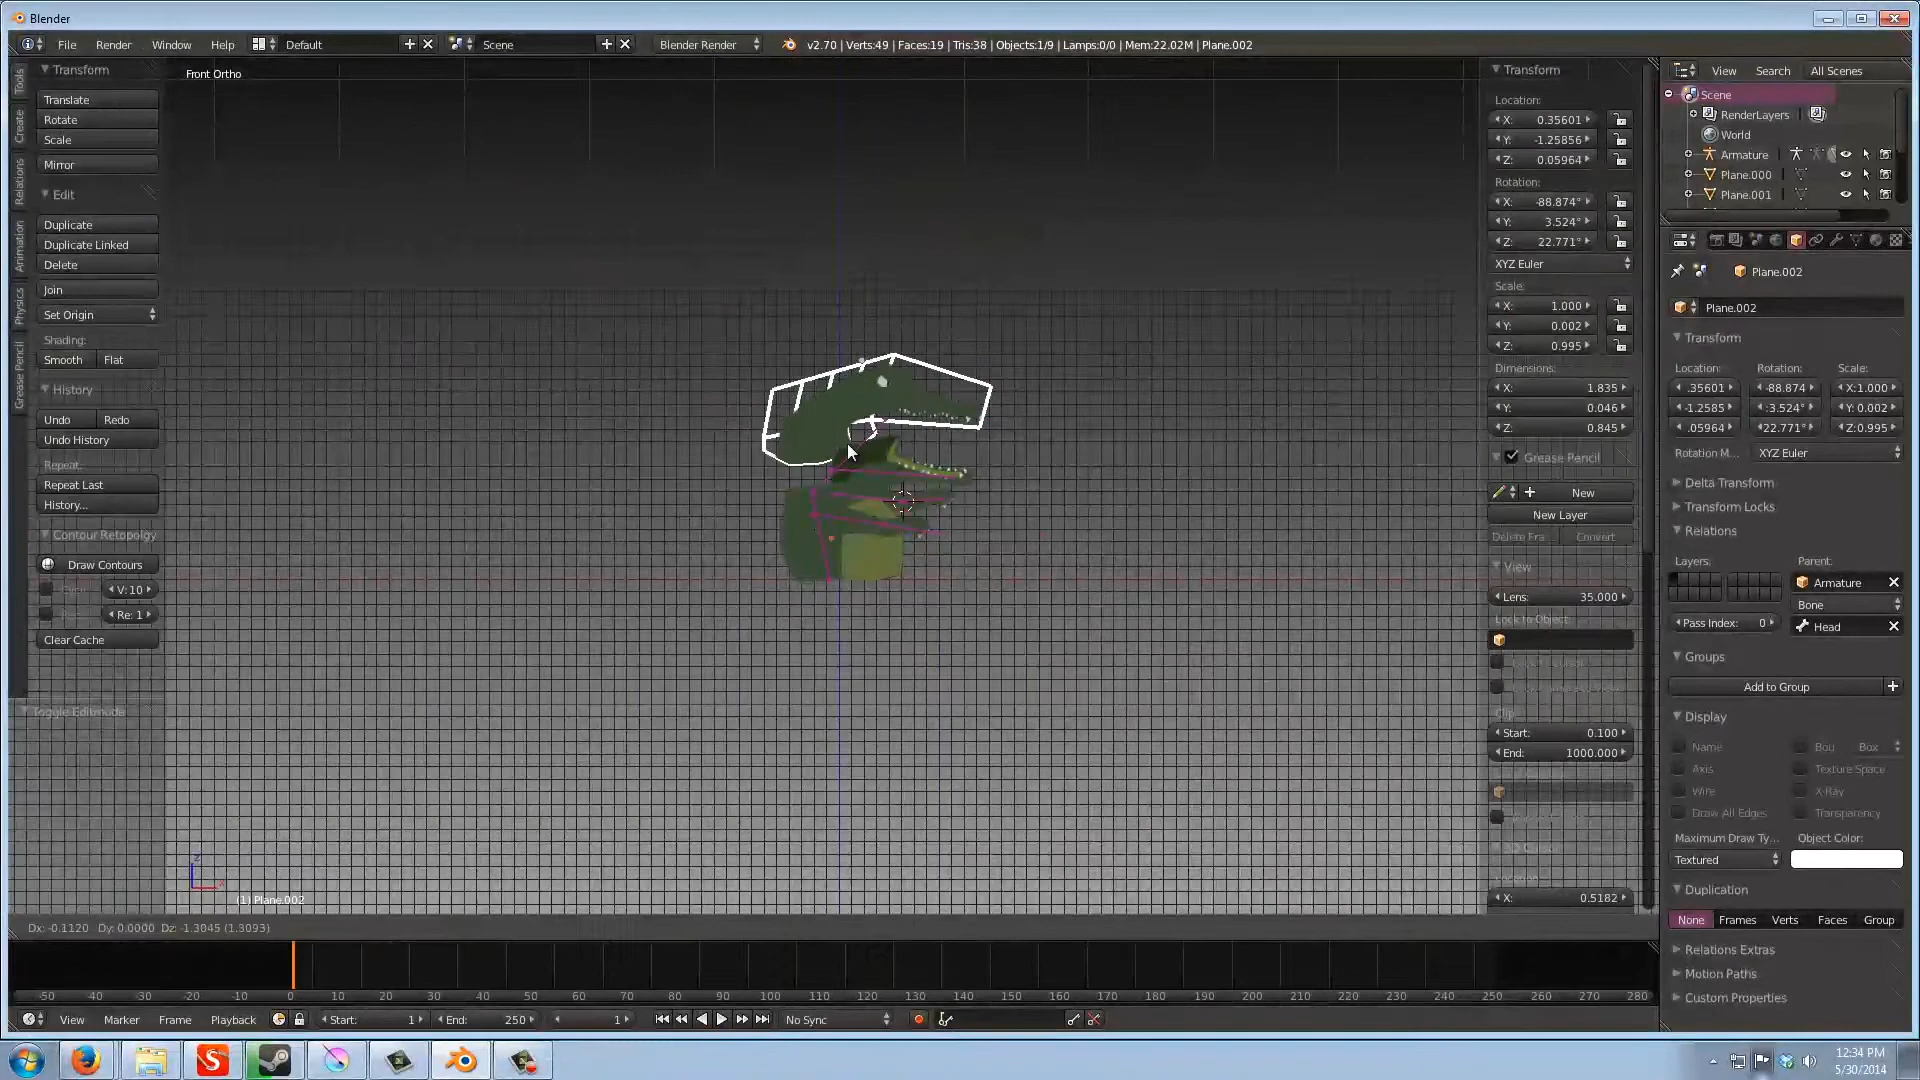 Blender
File Render Window Help Default Scene Blender Render v2.70 | Verts:49 | Faces:19 | Tris:38 | Objects:1/9 | Lamps:0/0 | Mem:22.02M | Plane.002
Tools
Create
Relations
Animation
Physics
Grease Pencil
Transform
Translate
Rotate
Scale
Mirror
Edit
Duplicate
Duplicate Linked
Delete
Join
Set Origin
Shading:
Smooth Flat
History
Undo Redo
Undo History
Repeat:
Repeat Last
History...
Contour Retopology
Draw Contours
V: 10
Re: 1
Clear Cache
Toggle Editmode
Front Ortho
z
x
(1) Plane.002
Transform
Location:
X: 0.35601
Y: -1.25856
Z: 0.05964
Rotation:
X: -88.874°
Y: 3.524°
Z: 22.771°
XYZ Euler
Scale:
X: 1.000
Y: 0.002
Z: 0.995
Dimensions:
X: 1.835
Y: 0.046
Z: 0.845
Grease Pencil
New
New Layer
Delete Fra Convert
View
Lens: 35.000
Lock to Object:
Clip:
Start: 0.100
End: 1000.000
3D Cursor
Location:
X: 0.5182
View Search All Scenes
Scene
RenderLayers
World
Armature
Plane.000
Plane.001
Plane.002
Plane.002
Transform
Location: Rotation: Scale:
.35601 -88.874 X:1.000
-1.2585 :3.524° Y: 0.002
.05964 22.771° Z:0.995
Rotation M... XYZ Euler
Delta Transform
Transform Locks
Relations
Layers: Parent:
Armature
Bone
Pass Index: 0 Head
Groups
Add to Group
Display
Name Bou Box
Axis Texture Space
Wire X-Ray
Draw All Edges Transparency
Maximum Draw Ty... Object Color:
Textured
Duplication
None Frames Verts Faces Group
Relations Extras
Motion Paths
Custom Properties
Dx: -0.1120 Dy: 0.0000 Dz: -1.3045 (1.3093)
-50 -40 -30 -20 -10 0 10 20 30 40 50 60 70 80 90 100 110 120 130 140 150 160 170 180 190 200 210 220 230 240 250 260 270 280
View Marker Frame Playback Start: 1 End: 250 1 No Sync
12:34 PM
5/30/2014